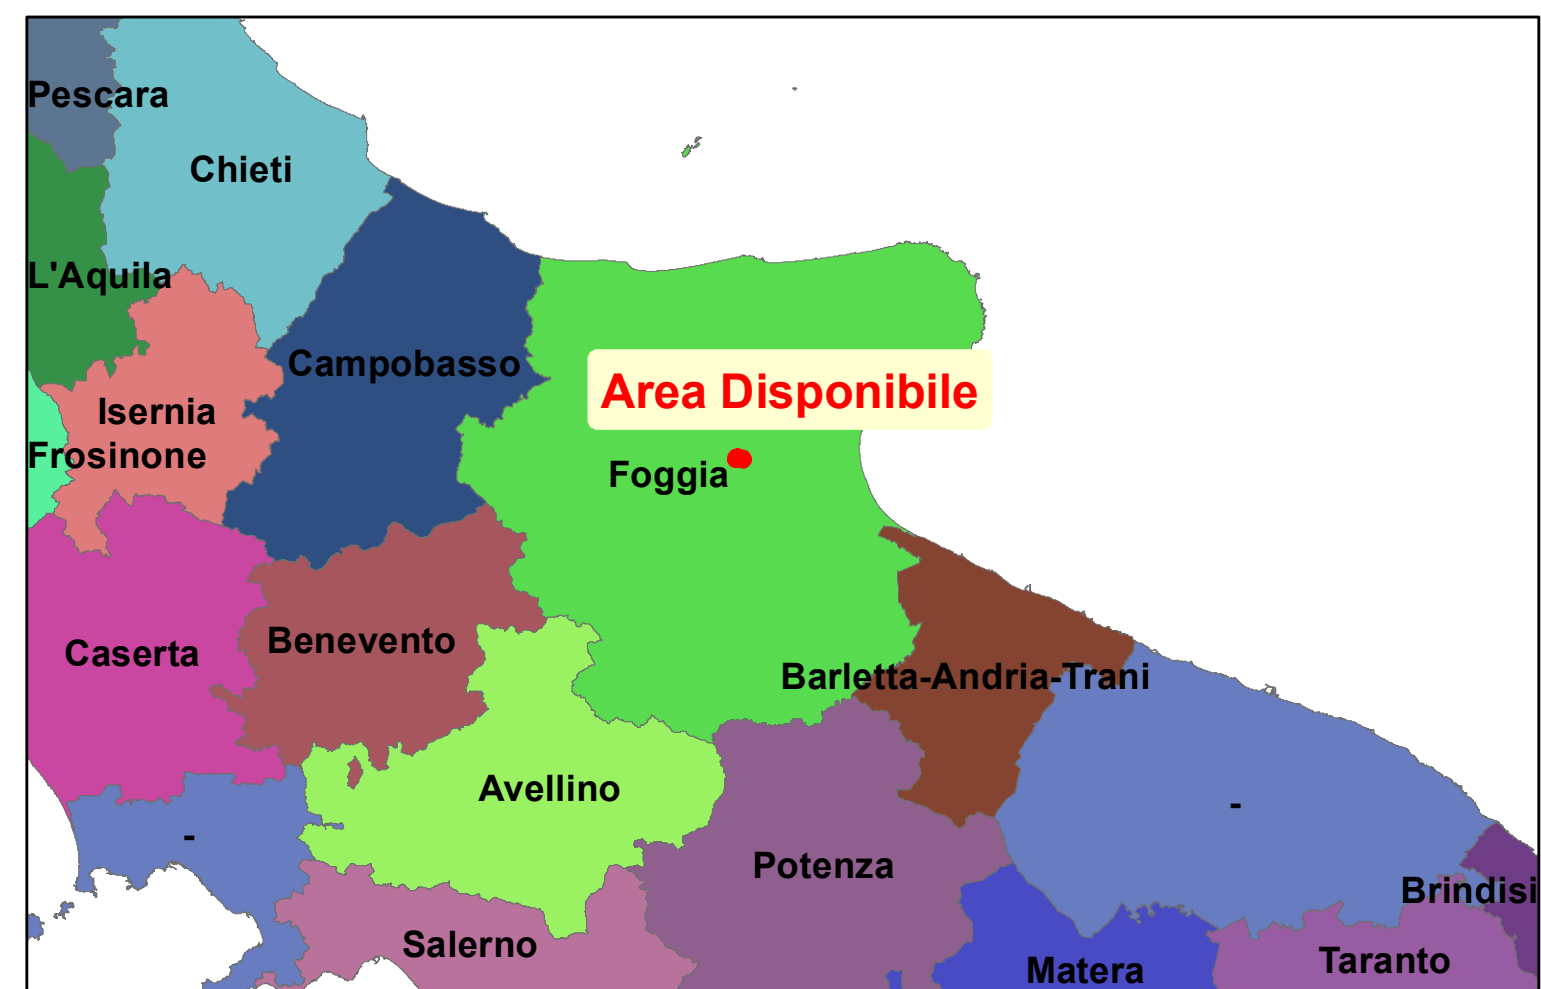 Pescara
Chieti
L'Aquila
Campobasso
Area Disponibile
Isernia
Frosinone
Foggia
Benevento
Caserta
Barletta-Andria-Trani
Avellino
-
-
Potenza
Brindisi
Salerno
Taranto
Matera